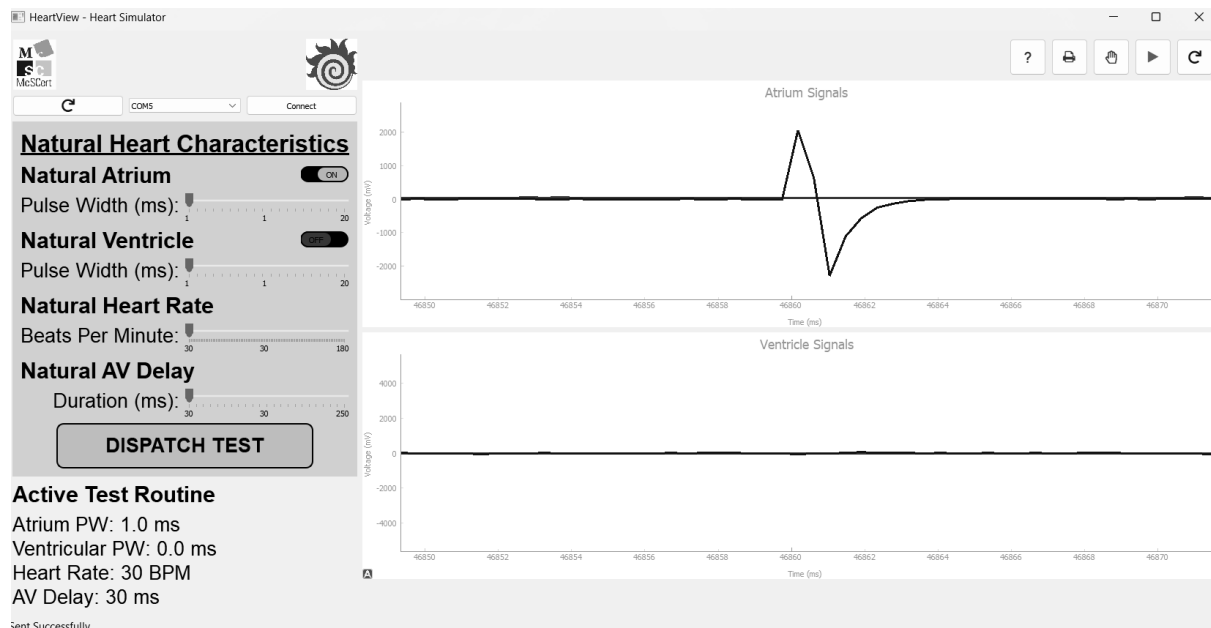 HeartView - Heart Simulator
M
SC
McSCert
COM5
Connect
?
Natural Heart Characteristics
Natural Atrium
ON
Pulse Width (ms):
1 1 20
Natural Ventricle
OFF
Pulse Width (ms):
1 1 20
Natural Heart Rate
Beats Per Minute:
30 30 180
Natural AV Delay
Duration (ms):
30 30 250
DISPATCH TEST
Active Test Routine
Atrium PW: 1.0 ms
Ventricular PW: 0.0 ms
Heart Rate: 30 BPM
AV Delay: 30 ms
Sent Successfully
Atrium Signals
Voltage (mV)
2000
1000
0
-1000
-2000
46850 46852 46854 46856 46858 46860 46862 46864 46866 46868 46870
Time (ms)
Ventricle Signals
Voltage (mV)
4000
2000
0
-2000
-4000
46850 46852 46854 46856 46858 46860 46862 46864 46866 46868 46870
Time (ms)
A